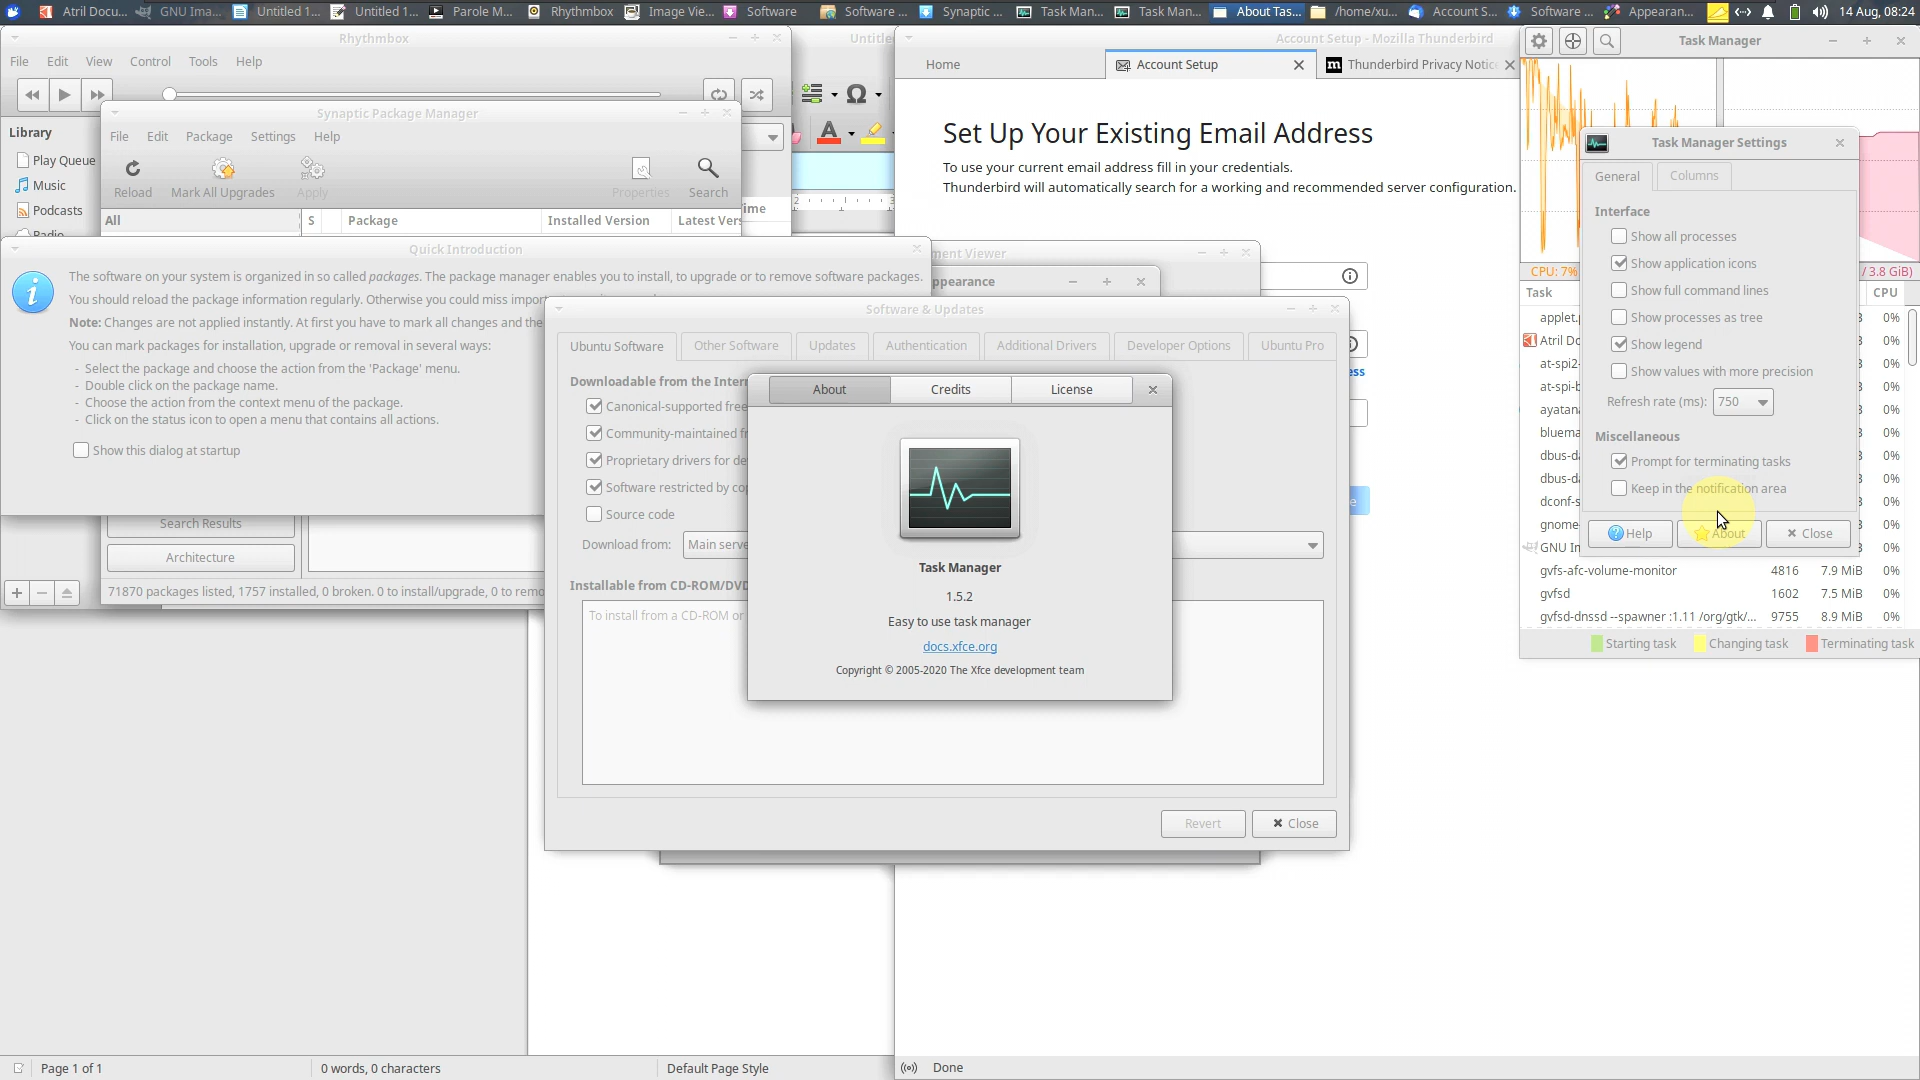 Atril Docu...
GNU Ima...
Untitled 1...
Untitled 1...
Parole M...
Rhythmbox
Image Vie...
Software
Software ...
Synaptic ...
Task Man...
Task Man...
About Tas...
/home/xu...
Account S...
Software ...
Appearan...
14 Aug, 08:24
Rhythmbox
File Edit View Control Tools Help
Library
Play Queue
Music
Podcasts
Synaptic Package Manager
File Edit Package Settings Help
Reload Mark All Upgrades Apply Properties Search
All S Package Installed Version Latest Vers
Quick Introduction
The software on your system is organized in so called packages. The package manager enables you to install, to upgrade or to remove software packages.
You should reload the package information regularly. Otherwise you could miss impor
Note: Changes are not applied instantly. At first you have to mark all changes and the
You can mark packages for installation, upgrade or removal in several ways:
- Select the package and choose the action from the 'Package' menu.
- Double click on the package name.
- Choose the action from the context menu of the package.
- Click on the status icon to open a menu that contains all actions.
Show this dialog at startup
Search Results
Architecture
71870 packages listed, 1757 installed, 0 broken. 0 to install/upgrade, 0 to remo
Account Setup - Mozilla Thunderbird
Home
Account Setup
Thunderbird Privacy Notic
Set Up Your Existing Email Address
To use your current email address fill in your credentials.
Thunderbird will automatically search for a working and recommended server configuration.
ment Viewer
ppearance
Software & Updates
Ubuntu Software Other Software Updates Authentication Additional Drivers Developer Options Ubuntu Pro
Downloadable from the Inter
Canonical-supported free
Community-maintained f
Proprietary drivers for de
Software restricted by cop
Source code
Download from: Main serve
Installable from CD-ROM/DVD
To install from a CD-ROM or
Revert Close
About Credits License
Task Manager
1.5.2
Easy to use task manager
docs.xfce.org
Copyright © 2005-2020 The Xfce development team
Task Manager
CPU: 7% / 3.8 GiB)
Task CPU
applet. 0%
Atril Do 0%
at-spi2- 0%
at-spi-b 0%
ayatan 0%
bluema 0%
dbus-da 0%
dbus-da 0%
dconf-s 0%
gnome 0%
GNU Im 0%
gvfs-afc-volume-monitor 4816 7.9 MiB 0%
gvfsd 1602 7.5 MiB 0%
gvfsd-dnssd --spawner :1.11 /org/gtk/... 9755 8.9 MiB 0%
Starting task Changing task Terminating task
Task Manager Settings
General Columns
Interface
Show all processes
Show application icons
Show full command lines
Show processes as tree
Show legend
Show values with more precision
Refresh rate (ms): 750
Miscellaneous
Prompt for terminating tasks
Keep in the notification area
Help About Close
Page 1 of 1
0 words, 0 characters
Default Page Style
Done